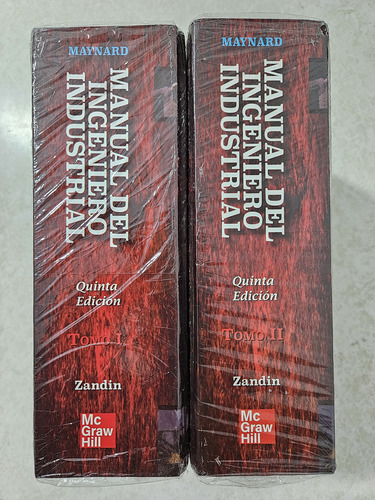 MAYNARD
MANUAL DEL
INGENIERO
INDUSTRIAL
Quinta
Edición
TOMO I
Zandin
Mc
Graw
Hill
MAYNARD
MANUAL DEL
INGENIERO
INDUSTRIAL
Quinta
Edición
TOMO II
Zandin
Mc
Graw
Hill